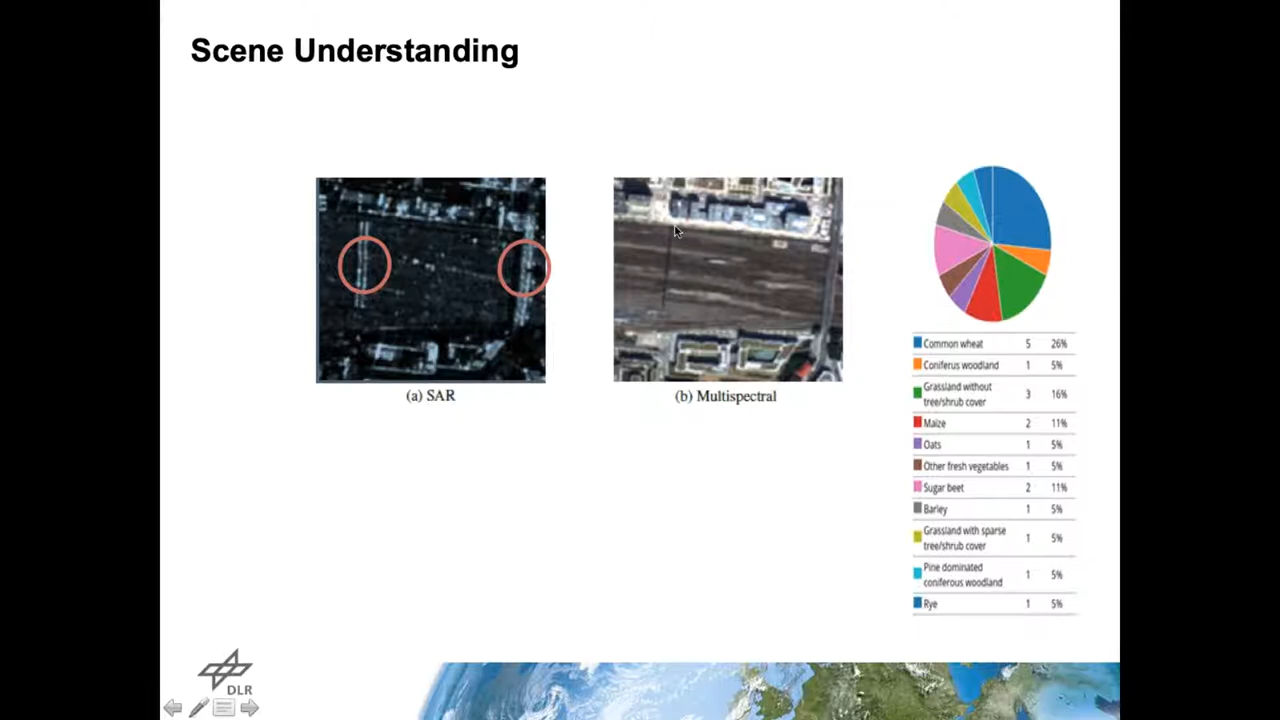 Scene Understanding
(a) SAR
(b) Multispectral
Common wheat 5 26%
Coniferus woodland 1 5%
Grassland without
tree/shrub cover 3 16%
Maize 2 11%
Oats 1 5%
Other fresh vegetables 1 5%
Sugar beet 2 11%
Barley 1 5%
Grassland with sparse
tree/shrub cover 1 5%
Pine dominated
coniferous woodland 1 5%
Rye 1 5%
DLR